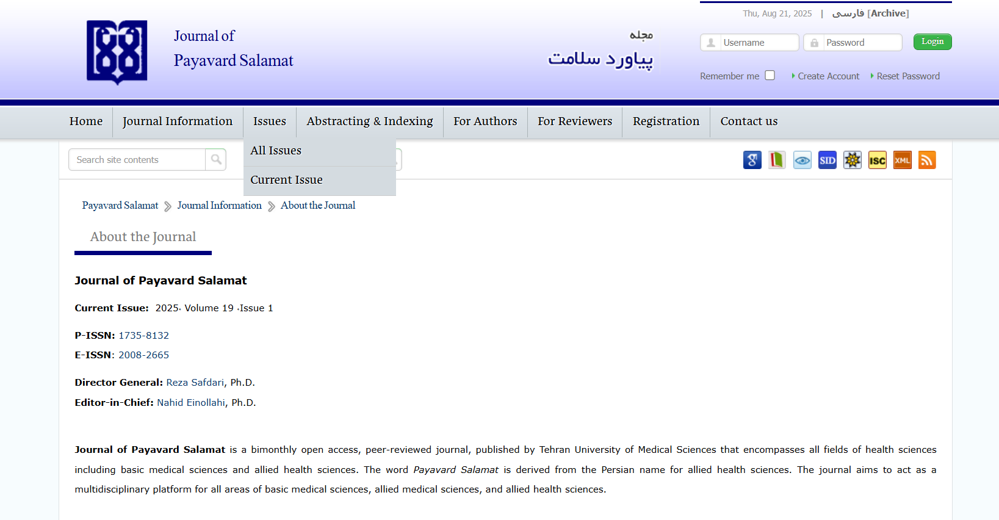 Thu, Aug 21, 2025 | فارسی [Archive]
Journal of
Payavard Salamat
مجله
پیاورد سلامت
Username
Password
Login
Remember me
Create Account
Reset Password
Home
Journal Information
Issues
Abstracting & Indexing
For Authors
For Reviewers
Registration
Contact us
All Issues
Current Issue
Search site contents
SID
ISC
XML
Payavard Salamat
Journal Information
About the Journal
About the Journal
Journal of Payavard Salamat
Current Issue: 2025، Volume 19 ،Issue 1
P-ISSN: 1735-8132
E-ISSN: 2008-2665
Director General: Reza Safdari, Ph.D.
Editor-in-Chief: Nahid Einollahi, Ph.D.
Journal of Payavard Salamat is a bimonthly open access, peer-reviewed journal, published by Tehran University of Medical Sciences that encompasses all fields of health sciences
including basic medical sciences and allied health sciences. The word Payavard Salamat is derived from the Persian name for allied health sciences. The journal aims to act as a
multidisciplinary platform for all areas of basic medical sciences, allied medical sciences, and allied health sciences.